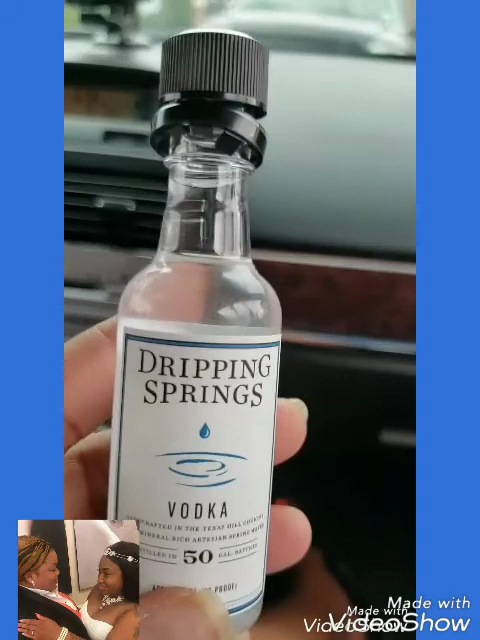 DRIPPING
SPRINGS
VODKA
HANDCRAFTED IN THE TEXAS HILL COUNTRY
MINERAL RICH ARTESIAN SPRING WATER
DISTILLED IN 50 GAL BATCHES
PROOF)
Made with
VideoShow
Made with
VideoShow